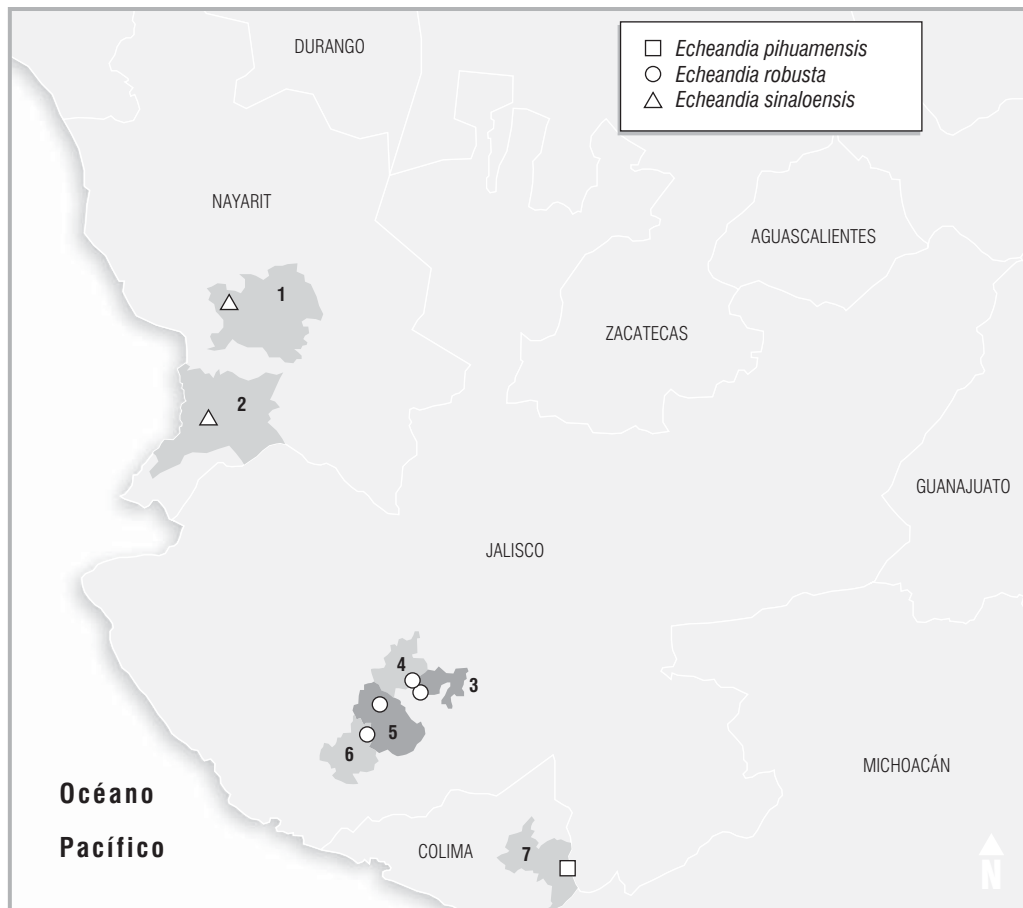 DURANGO
Echeandia pihuamensis
Echeandia robusta
Echeandia sinaloensis
NAYARIT
AGUASCALIENTES
1
ZACATECAS
2
GUANAJUATO
JALISCO
4
3
5
6
MICHOACÁN
Océano
Pacífico
COLIMA
7
N